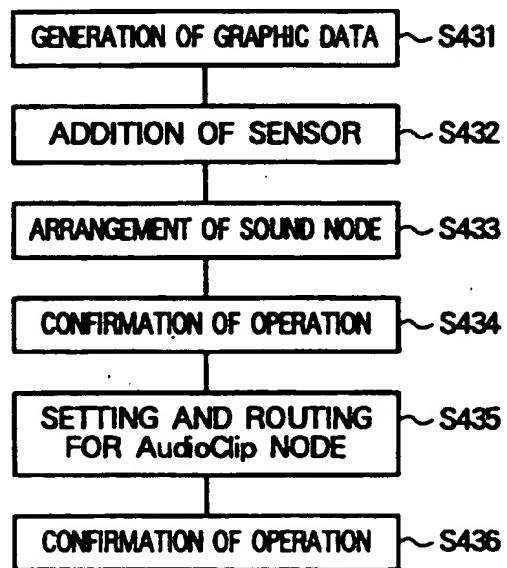 GENERATION OF GRAPHIC DATA S431
ADDITION OF SENSOR S432
ARRANGEMENT OF SOUND NODE S433
CONFIRMATION OF OPERATION S434
SETTING AND ROUTING S435
FOR AudioClip NODE
CONFIRMATION OF OPERATION S436